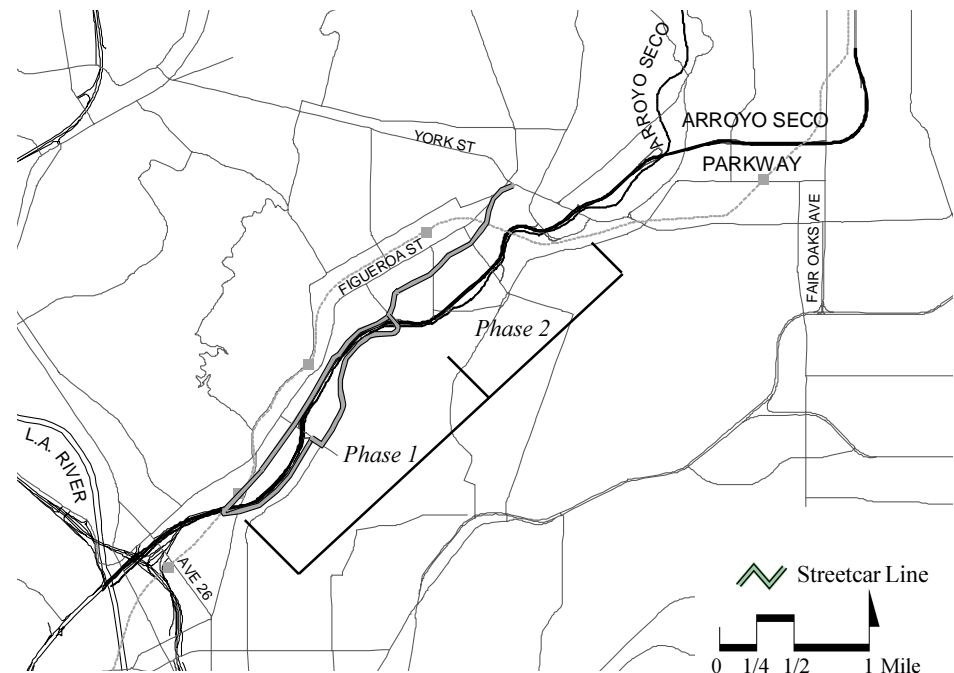 ARROYO SECO
ARROYO SECO
PARKWAY
YORK ST
FIGUEROA ST
FAIR OAKS AVE
Phase 2
Phase 1
L.A. RIVER
AVE 26
Streetcar Line
0 1/4 1/2 1 Mile